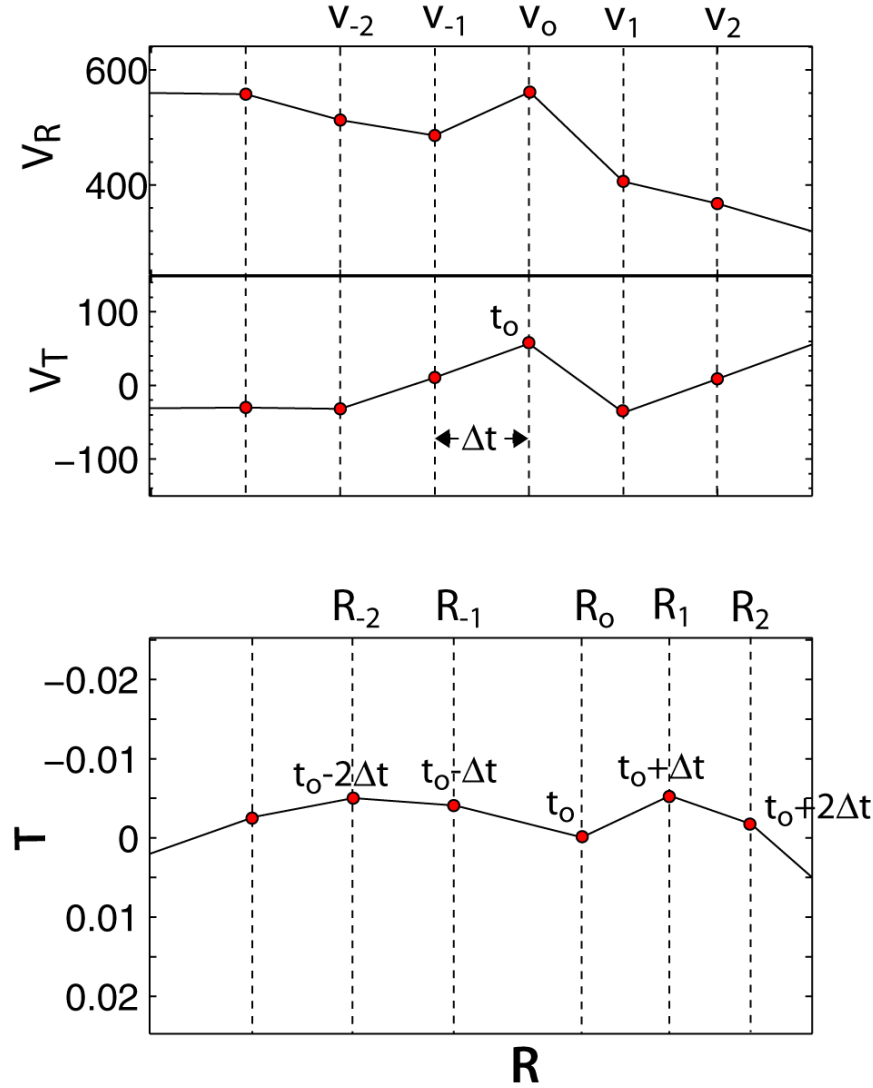 v-2 v-1 vo v1 v2
600
VR
400
100
to
VT
0
Δt
−100
R-2 R-1 Ro R1 R2
−0.02
−0.01
to-2Δt to-Δt to to+Δt to+2Δt
T
0
0.01
0.02
R